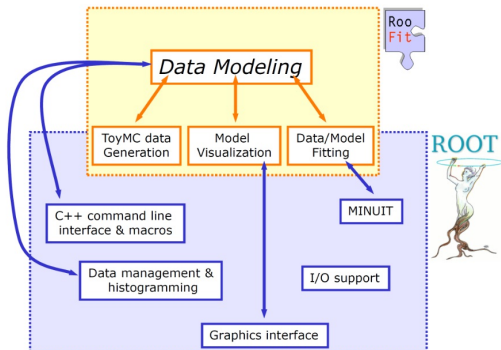 Roo
Fit
Data Modeling
ToyMC data
Generation
Model
Visualization
Data/Model
Fitting
ROOT
C++ command line
interface & macros
MINUIT
Data management &
histogramming
I/O support
Graphics interface